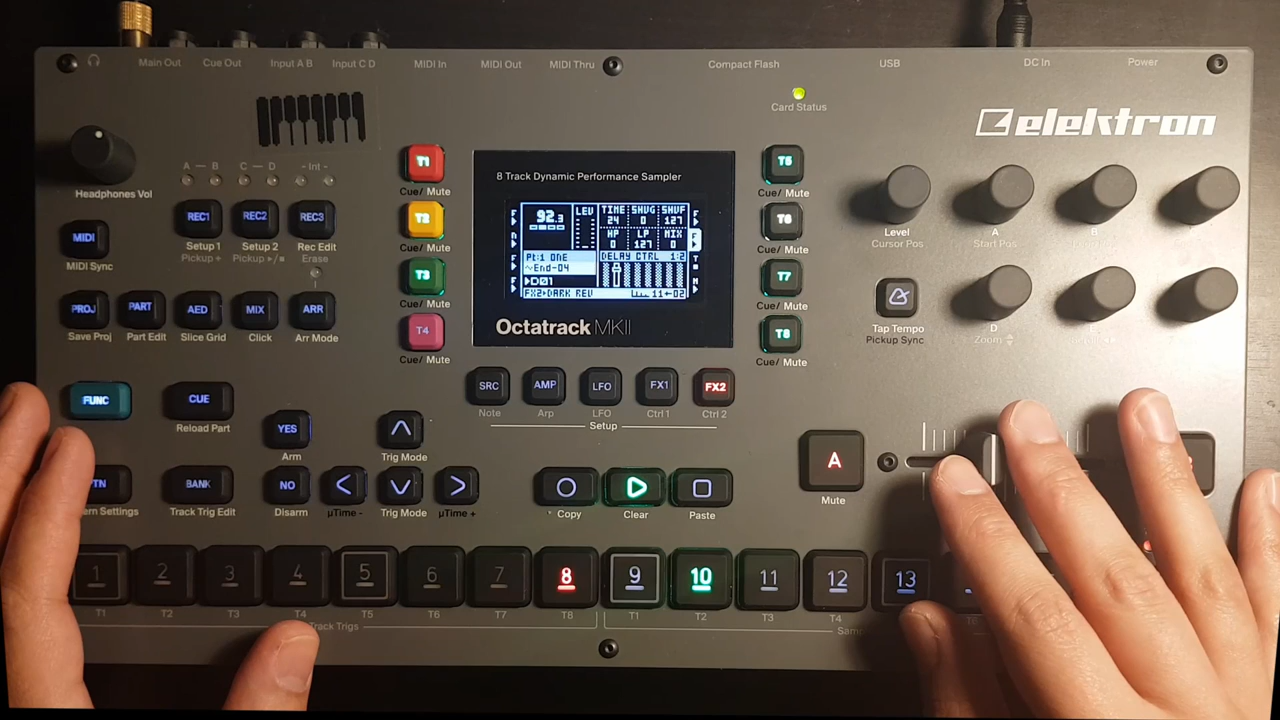 Main Out Cue Out Input A B Input C D MIDI In MIDI Out MIDI Thru Compact Flash USB DC In Power
Card Status
elektron
Headphones Vol
A — B C — D - Int -
REC1 REC2 REC3
Setup 1 Setup 2 Rec Edit
Pickup + Pickup ▸/■ Erase
MIDI
MIDI Sync
PROJ PART AED MIX ARR
Save Proj Part Edit Slice Grid Click Arr Mode
T1
Cue/ Mute
T2
Cue/ Mute
T3
Cue/ Mute
T4
Cue/ Mute
8 Track Dynamic Performance Sampler
92.3 LEV TIME SNVG SNVF
24 0 127
HP LP MIX
0 127 0
Pt:1 ONE DELAY CTRL 1:2
~End-04
▸D01
FX2▸DARK REV 11←02
Octatrack MKII
T5
Cue/ Mute
T6
Cue/ Mute
T7
Cue/ Mute
T8
Cue/ Mute
Level A B
Cursor Pos Start Pos
Tap Tempo D
Pickup Sync Zoom
SRC AMP LFO FX1 FX2
Note Arp LFO Ctrl 1 Ctrl 2
Setup
FUNC CUE
Reload Part
YES
Arm Trig Mode
BANK NO
Track Trig Edit Disarm µTime - Trig Mode µTime +
Copy Clear Paste
A
Mute
1 2 3 4 5 6 7 8 9 10 11 12 13
T1 T2 T3 T4 T5 T6 T7 T8 T1 T2 T3 T4
Track Trigs